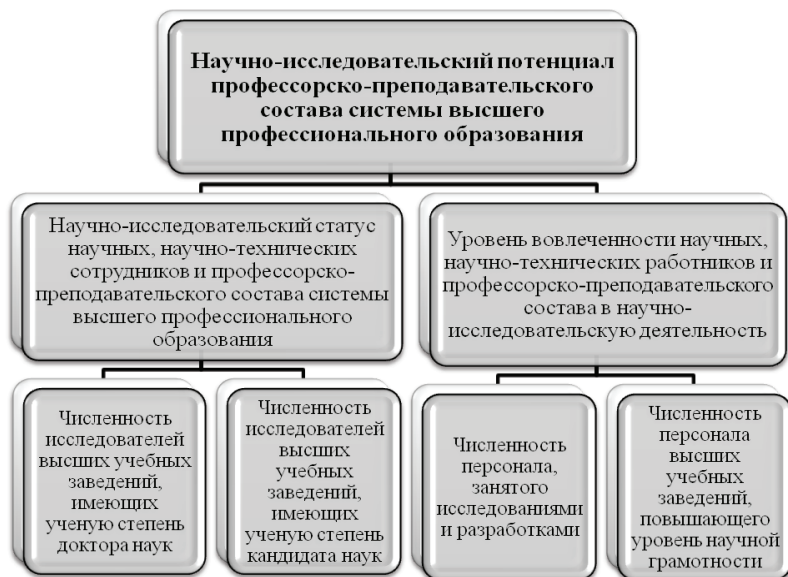 Научно-исследовательский потенциал
профессорско-преподавательского
состава системы высшего
профессионального образования
Научно-исследовательский статус
научных, научно-технических
сотрудников и профессорско-
преподавательского состава системы
высшего профессионального
образования
Уровень вовлеченности научных,
научно-технических работников и
профессорско-преподавательского
состава в научно-
исследовательскую деятельность
Численность
исследователей
высших учебных
заведений,
имеющих
ученую степень
доктора наук
Численность
исследователей
высших
учебных
заведений,
имеющих
ученую степень
кандидата наук
Численность
персонала,
занятого
исследованиями
и разработками
Численность
персонала
высших
учебных
заведений,
повышающего
уровень научной
грамотности